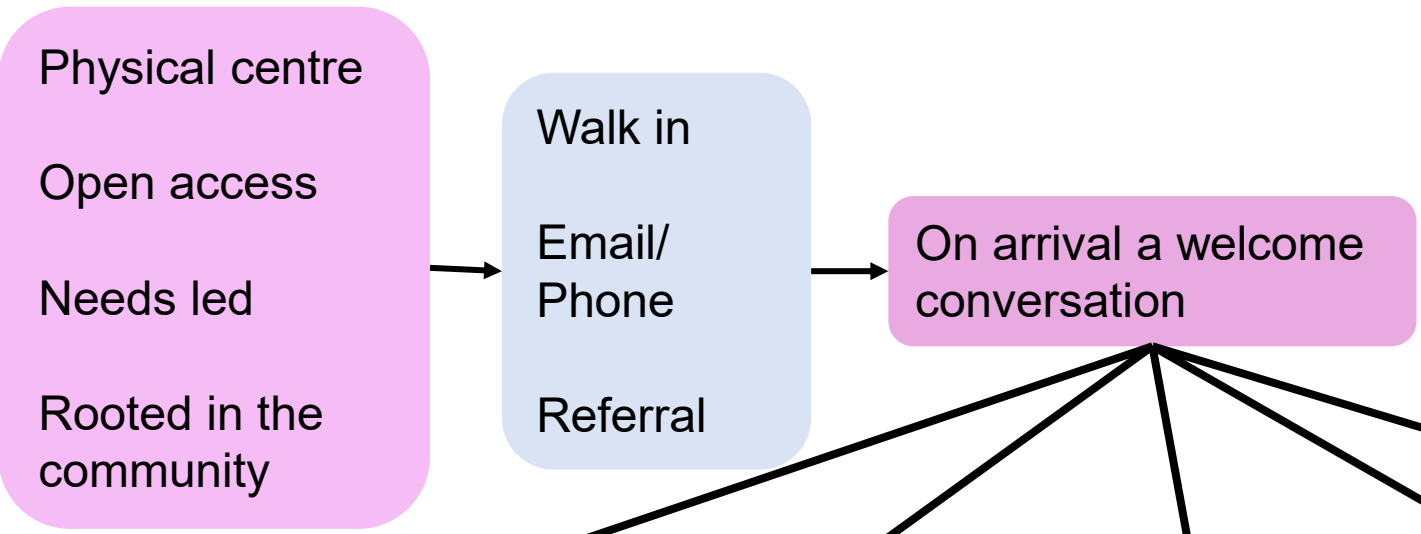 Physical centre
Open access
Needs led
Rooted in the
community
Walk in
Email/
Phone
Referral
On arrival a welcome
conversation